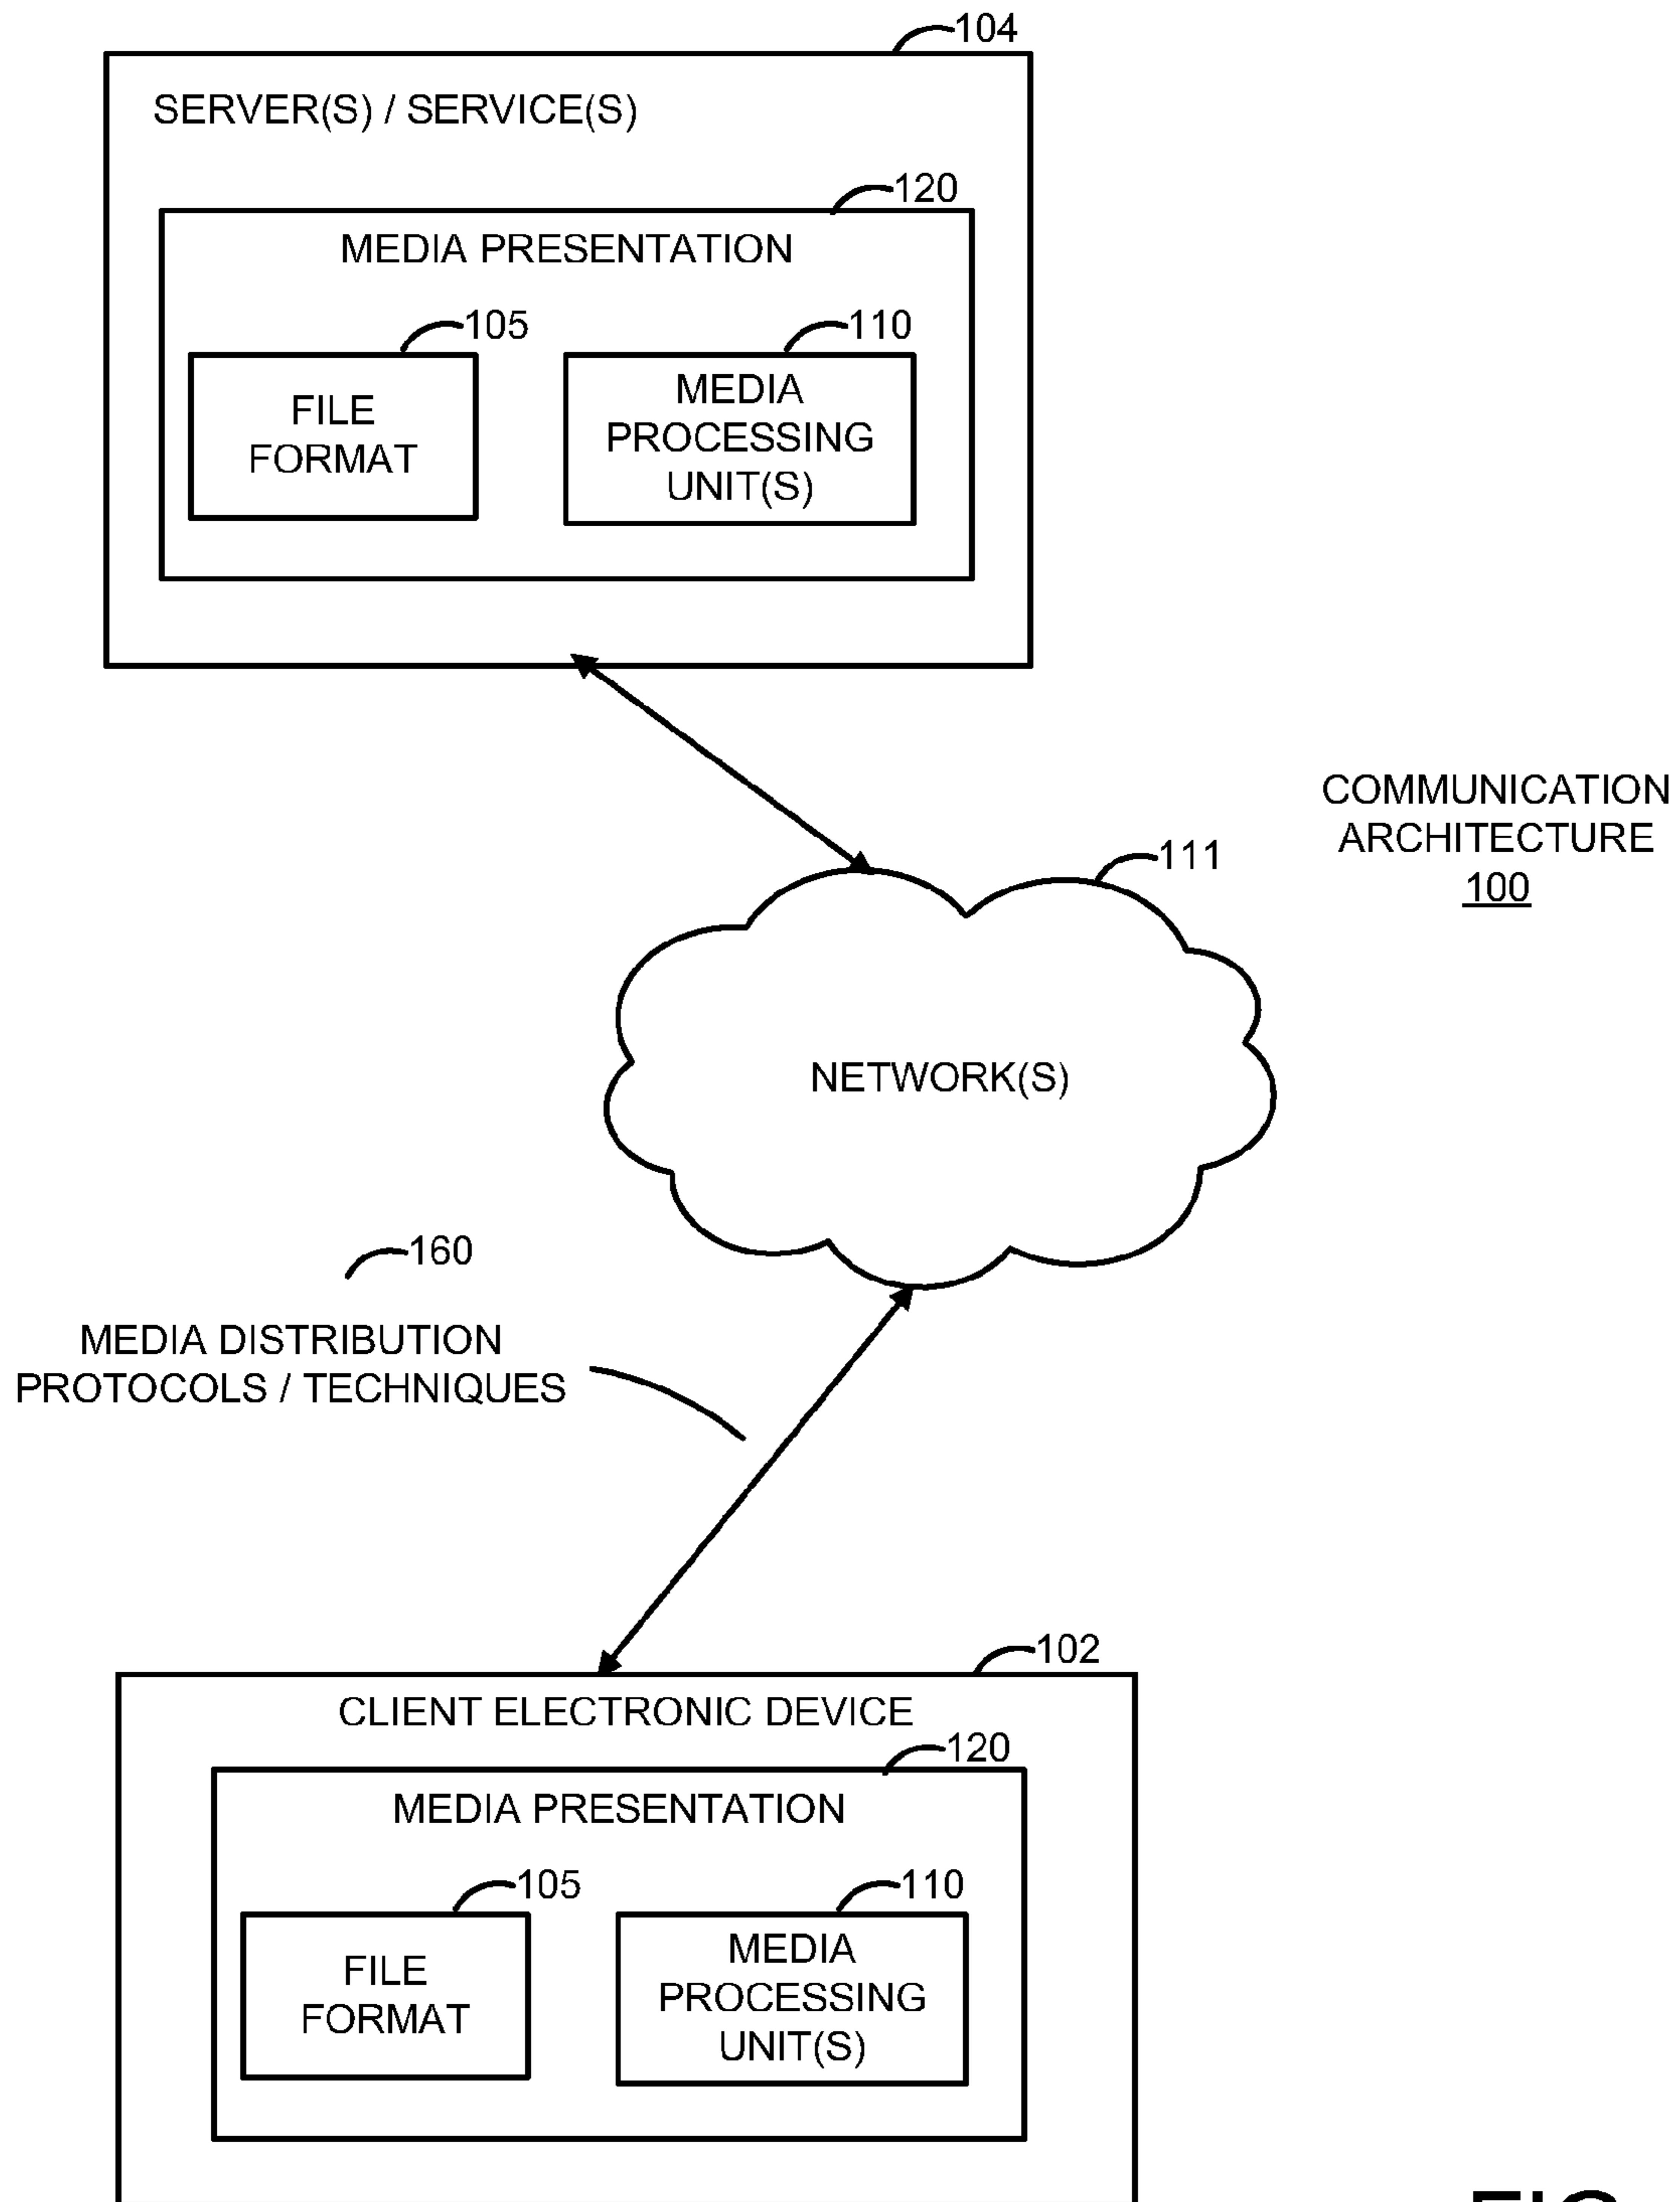 104
SERVER(S) / SERVICE(S)
120
MEDIA PRESENTATION
105
110
FILE
FORMAT
MEDIA
PROCESSING
UNIT(S)
COMMUNICATION
ARCHITECTURE
100
111
NETWORK(S)
160
MEDIA DISTRIBUTION
PROTOCOLS / TECHNIQUES
102
CLIENT ELECTRONIC DEVICE
120
MEDIA PRESENTATION
105
110
FILE
FORMAT
MEDIA
PROCESSING
UNIT(S)